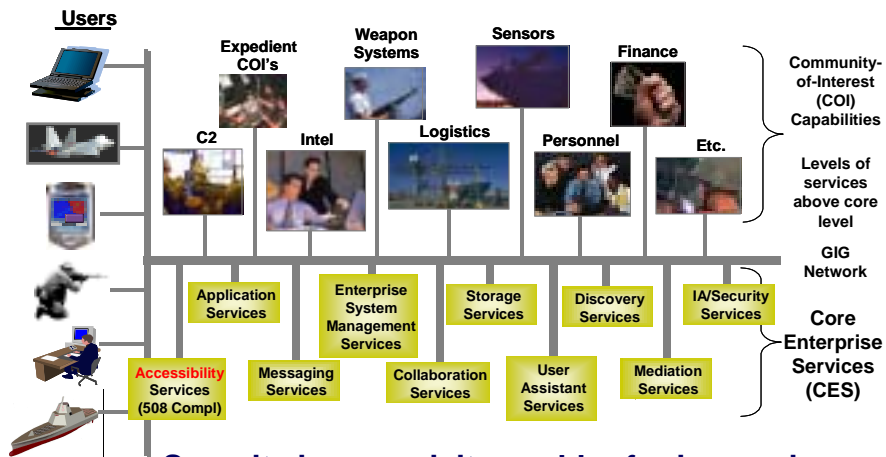 Users
Expedient
COI's
Weapon
Systems
Sensors
Finance
C2
Intel
Logistics
Personnel
Etc.
Community-
of-Interest
(COI)
Capabilities
Levels of
services
above core
level
GIG
Network
Application
Services
Enterprise
System
Management
Services
Storage
Services
Discovery
Services
IA/Security
Services
Accessibility
Services
(508 Compl)
Messaging
Services
Collaboration
Services
User
Assistant
Services
Mediation
Services
Core
Enterprise
Services
(CES)